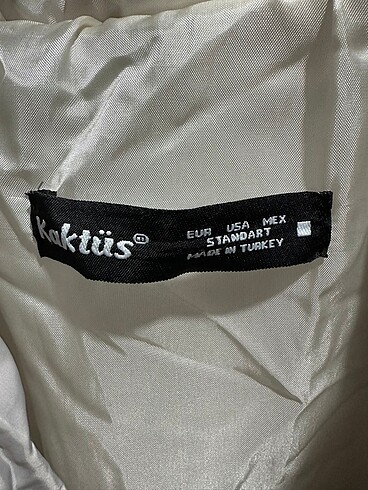 Kaktüs
EUR USA MEX
STANDART
MADE IN TURKEY